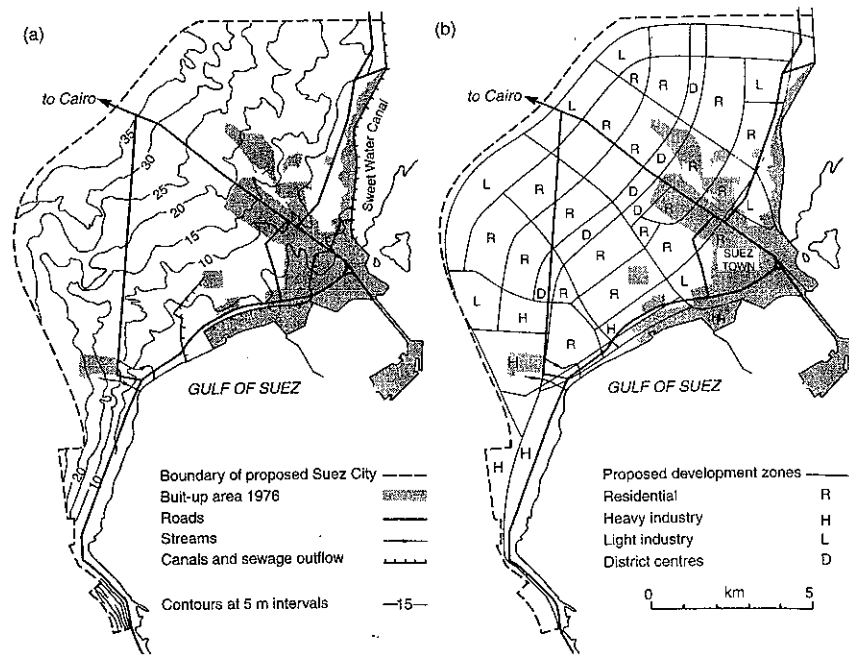 (a)
to Cairo
35
30
25
20
15
10
Sweet Water Canal
GULF OF SUEZ
20
10
Boundary of proposed Suez City
Buit-up area 1976
Roads
Streams
Canals and sewage outflow
Contours at 5 m intervals
15
(b)
to Cairo
L
R
R
D
L
R
L
R
R
R
D
R
R
D
R
L
R
R
D
R
L
R
D
R
R
R
D
R
R
R
R
SUEZ
TOWN
R
R
L
L
D
R
R
H
H
H
R
H
GULF OF SUEZ
H
H
Proposed development zones
Residential R
Heavy industry H
Light industry L
District centres D
0 km 5